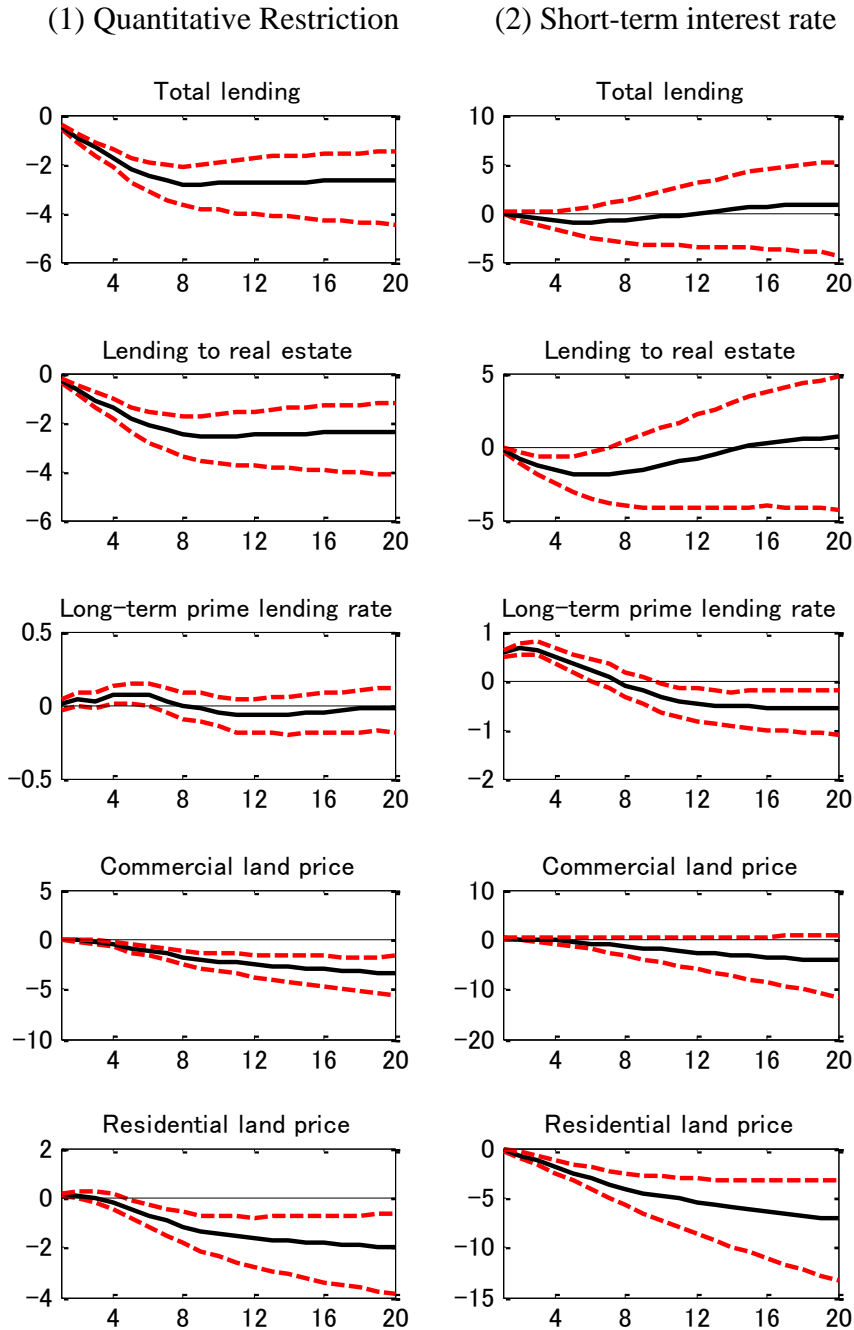 (1) Quantitative Restriction (2) Short-term interest rate
Total lending Total lending
0 10
−2 5
−4 0
−6 −5
4 8 12 16 20 4 8 12 16 20
Lending to real estate Lending to real estate
0 5
−2 0
−4
−6 −5
4 8 12 16 20 4 8 12 16 20
Long−term prime lending rate Long−term prime lending rate
0.5 1
0 0
−1
−0.5 −2
4 8 12 16 20 4 8 12 16 20
Commercial land price Commercial land price
5 10
0 0
−5 −10
−10 −20
4 8 12 16 20 4 8 12 16 20
Residential land price Residential land price
2 0
0 −5
−2 −10
−4 −15
4 8 12 16 20 4 8 12 16 20